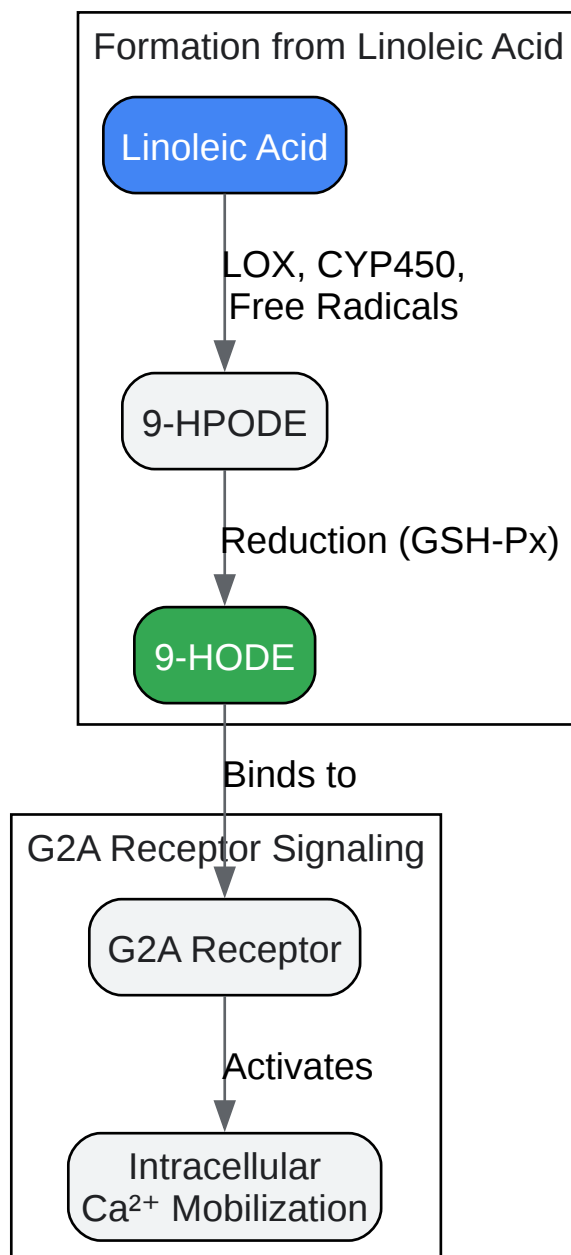 Formation from Linoleic Acid
Linoleic Acid
LOX, CYP450,
Free Radicals
9-HPODE
Reduction (GSH-Px)
9-HODE
Binds to
G2A Receptor Signaling
G2A Receptor
Activates
Intracellular
Ca²⁺ Mobilization